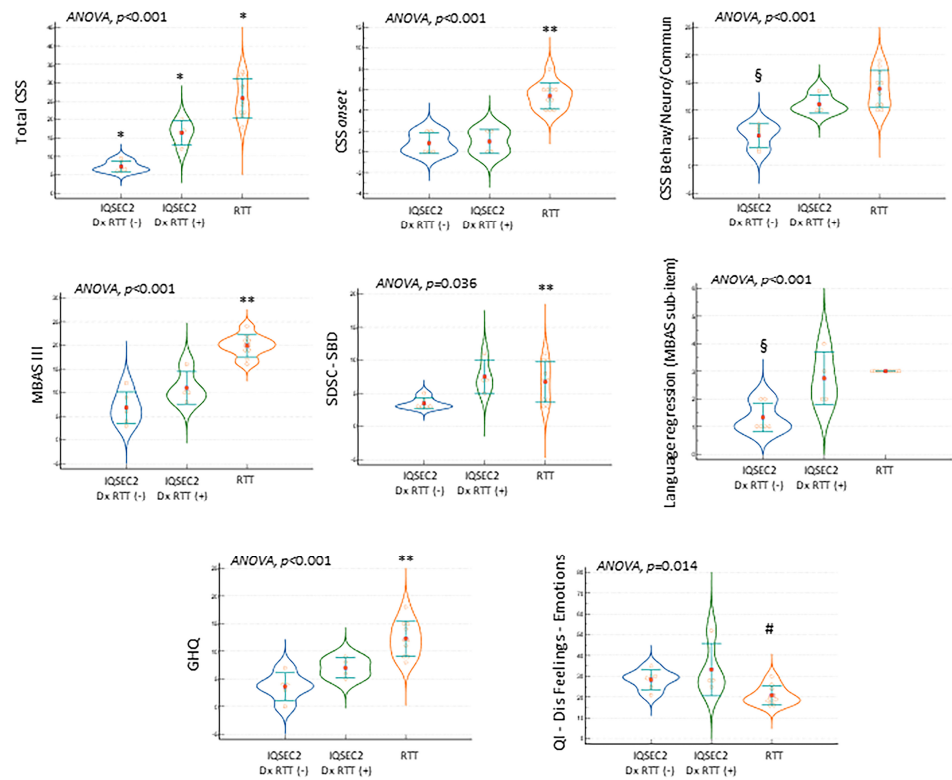 ANOVA, p<0.001
*
*
*
Total CSS
IQSEC2
Dx RTT (-)
IQSEC2
Dx RTT (+)
RTT
ANOVA, p<0.001
**
CSS onset
IQSEC2
Dx RTT (-)
IQSEC2
Dx RTT (+)
RTT
ANOVA, p<0.001
§
CSS Behav/Neuro/Commun
IQSEC2
Dx RTT (-)
IQSEC2
Dx RTT (+)
RTT
ANOVA, p<0.001
**
MBAS III
IQSEC2
Dx RTT (-)
IQSEC2
Dx RTT (+)
RTT
ANOVA, p=0.036
**
SDSC- SBD
IQSEC2
Dx RTT (-)
IQSEC2
Dx RTT (+)
RTT
ANOVA, p<0.001
§
Language regression (MBAS sub-item)
IQSEC2
Dx RTT (-)
IQSEC2
Dx RTT (+)
RTT
ANOVA, p<0.001
**
GHQ
IQSEC2
Dx RTT (-)
IQSEC2
Dx RTT (+)
RTT
ANOVA, p=0.014
#
QI - Dis Feelings - Emotions
IQSEC2
Dx RTT (-)
IQSEC2
Dx RTT (+)
RTT